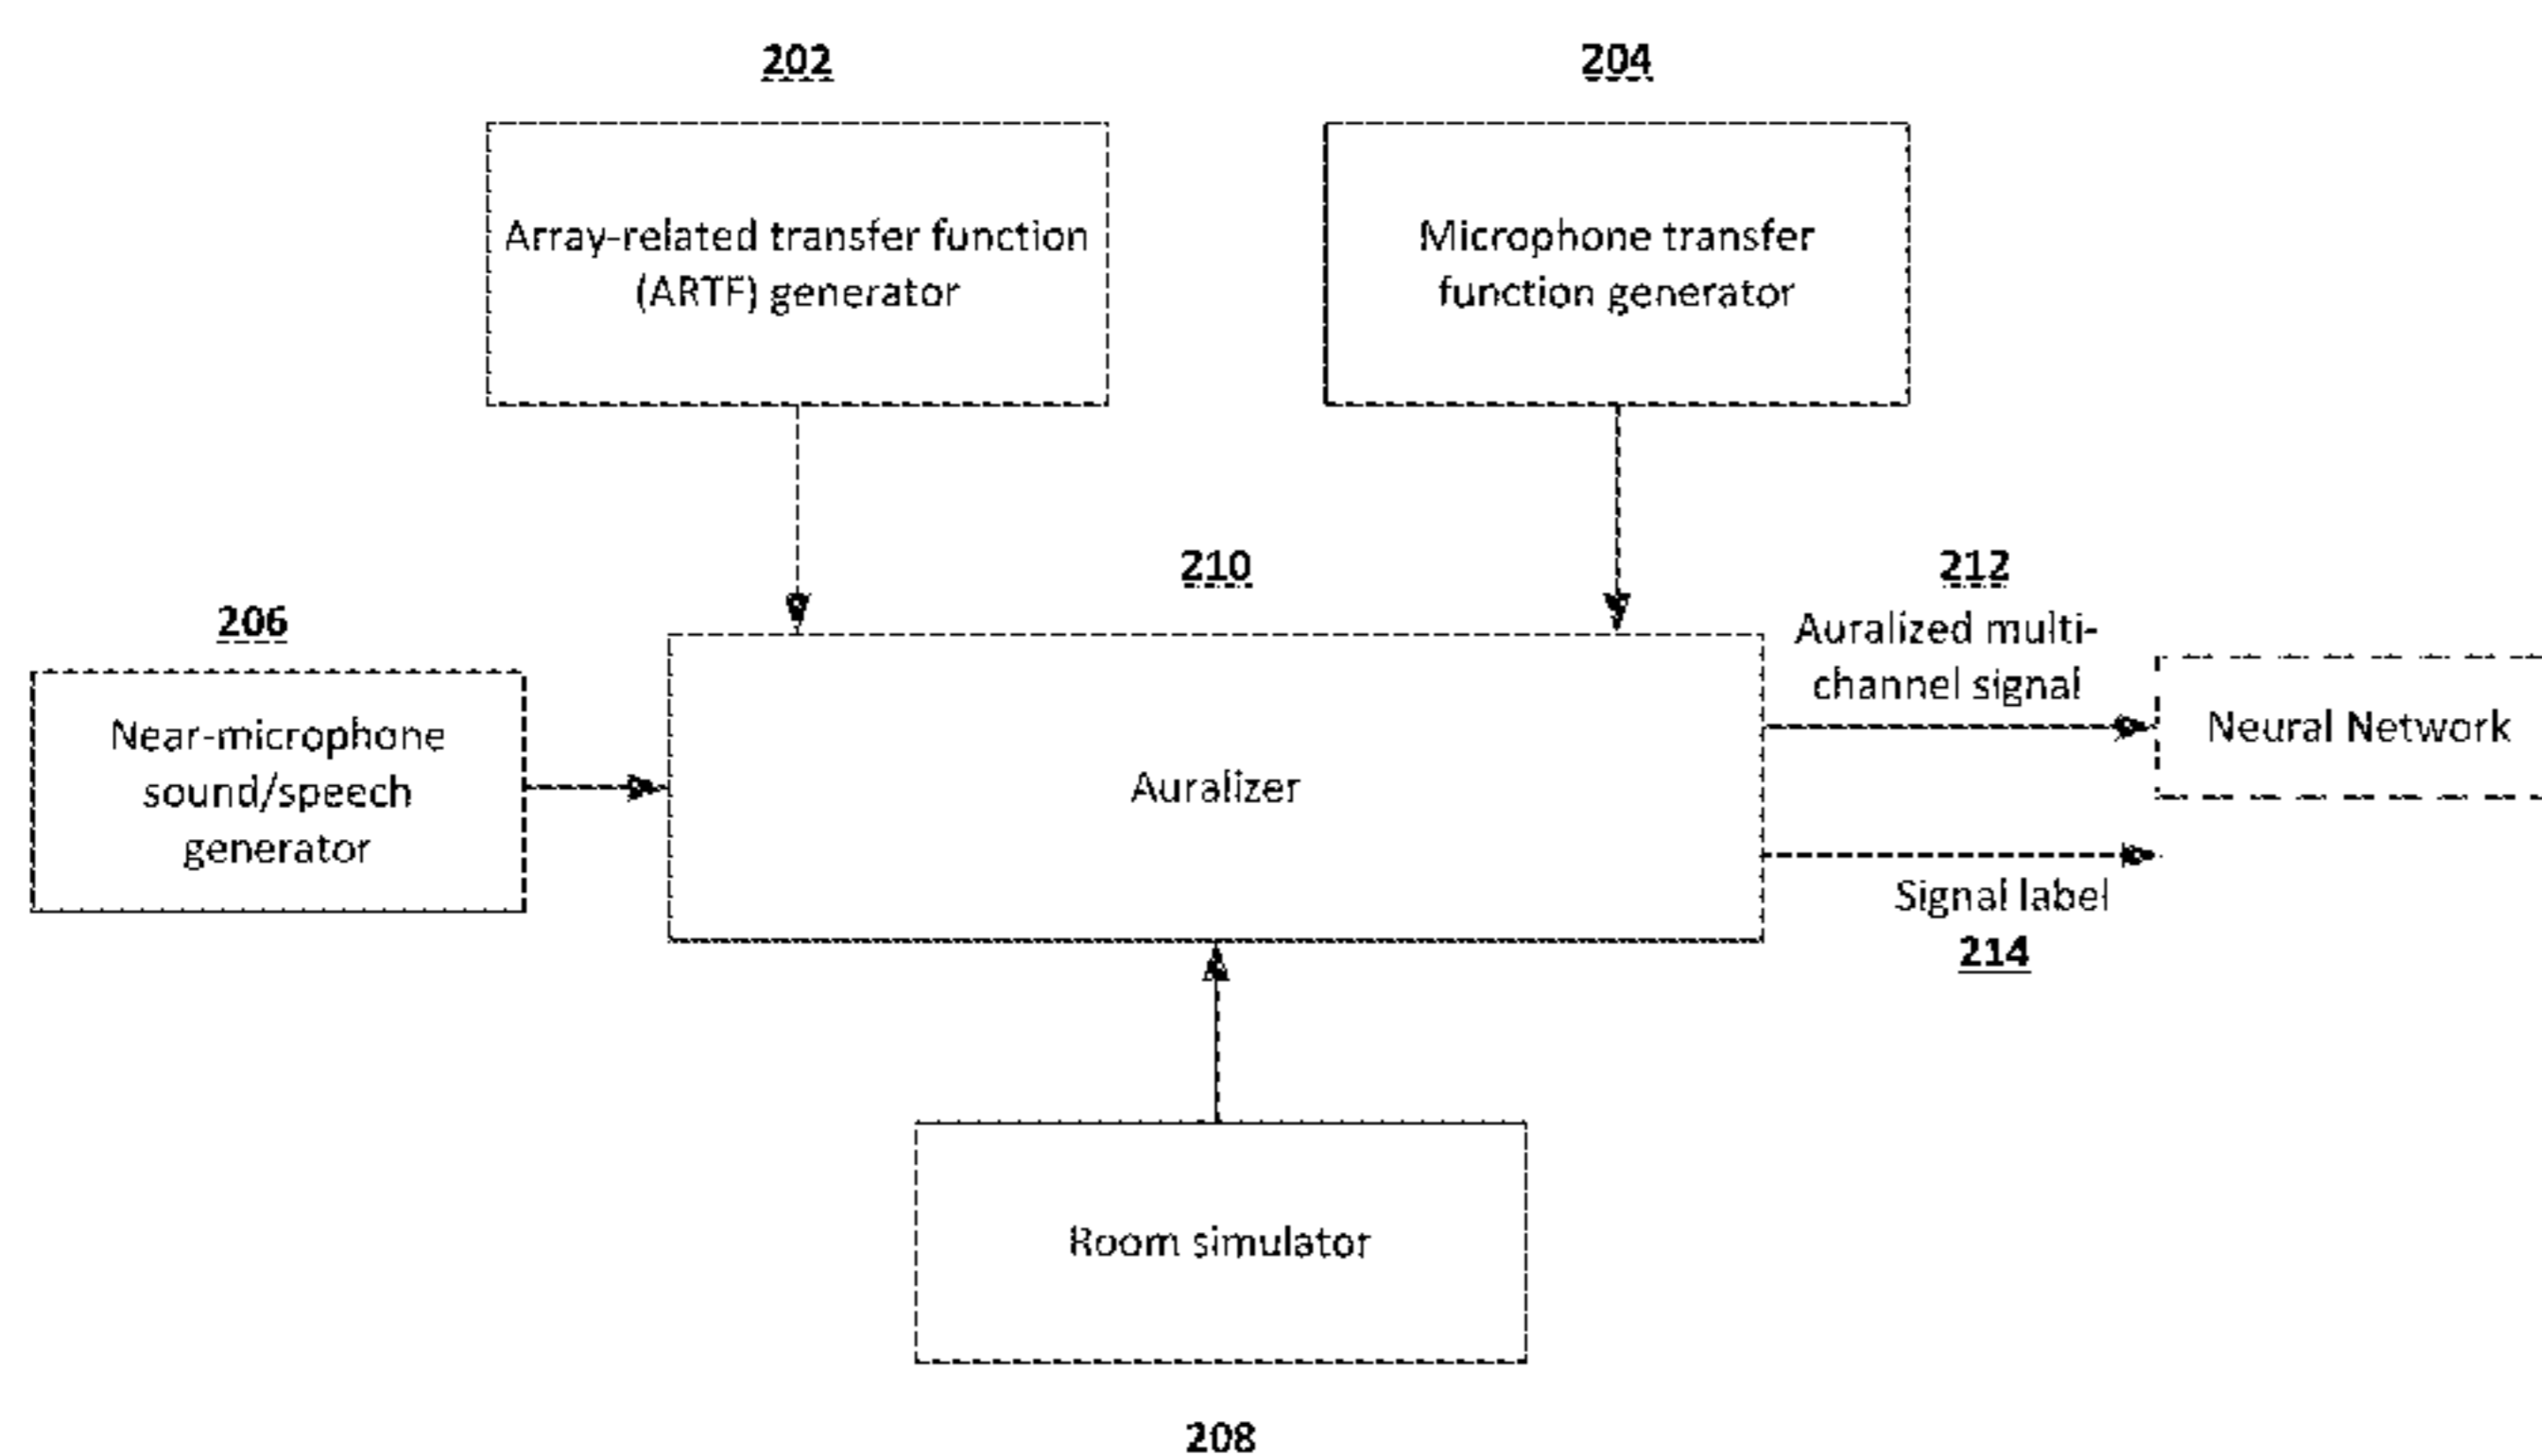 202
Array-related transfer function
(ARTF) generator
204
Microphone transfer
function generator
206
Near-microphone
sound/speech
generator
210
Auralizer
212
Auralized multi-
channel signal
Neural Network
Signal label
214
Room simulator
208